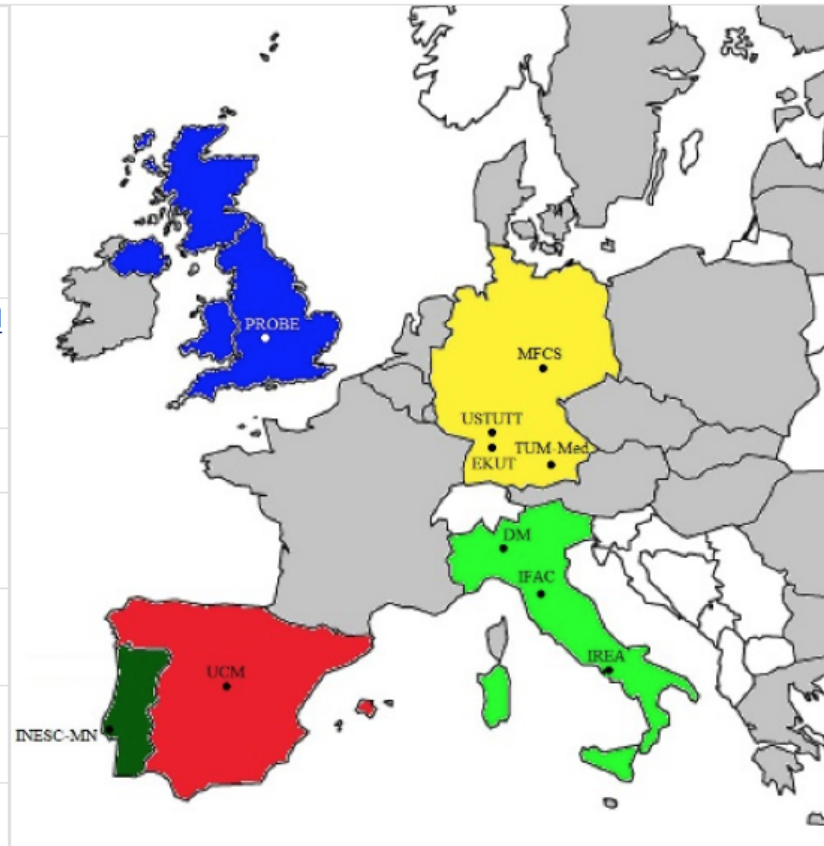 PROBE
MFCS
USTUTT
EKUT
TUM-Med
DM
IFAC
IREA
UCM
INESC-MN